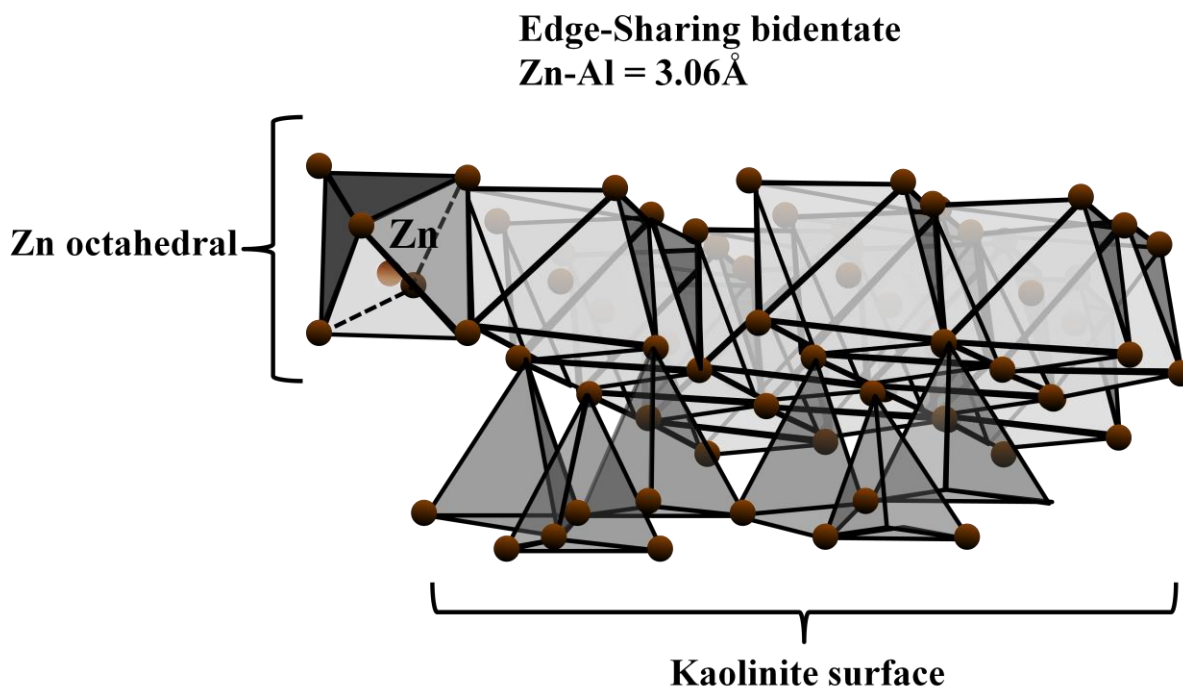 Edge-Sharing bidentate
Zn-Al = 3.06Å
Zn octahedral
Zn
Kaolinite surface